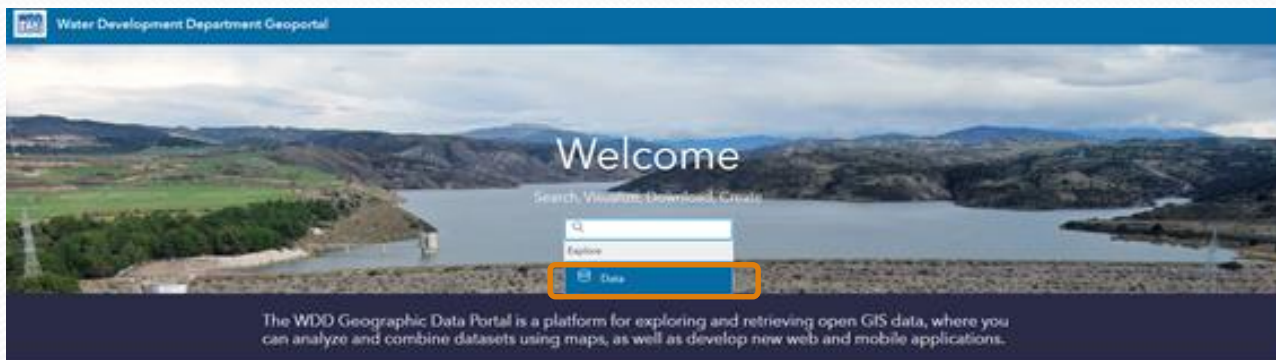 WDD
Water Development Department Geoportal
Welcome
Search, Visualize, Download, Create
Explore
Data
The WDD Geographic Data Portal is a platform for exploring and retrieving open GIS data, where you
can analyze and combine datasets using maps, as well as develop new web and mobile applications.